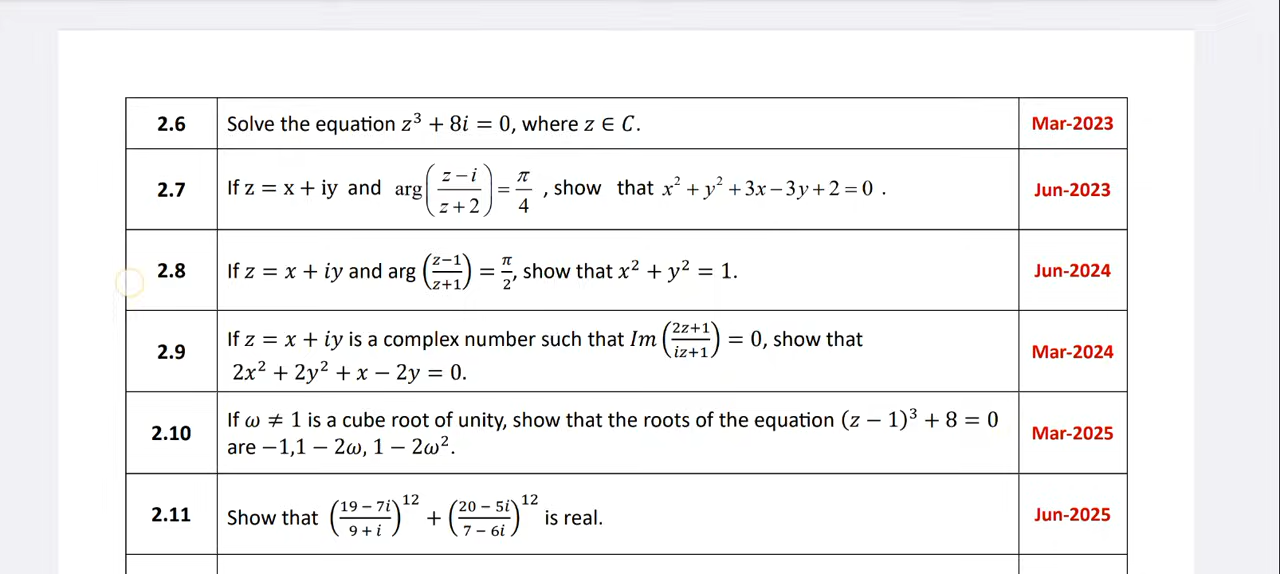 2.6 Solve the equation z³ + 8i = 0, where z ∈ C. Mar-2023
2.7 If z = x + iy and arg((z − i)/(z + 2)) = π/4 , show that x² + y² + 3x − 3y + 2 = 0 . Jun-2023
2.8 If z = x + iy and arg ((z−1)/(z+1)) = π/2, show that x² + y² = 1. Jun-2024
2.9 If z = x + iy is a complex number such that Im ((2z+1)/(iz+1)) = 0, show that Mar-2024
2x² + 2y² + x − 2y = 0.
2.10 If ω ≠ 1 is a cube root of unity, show that the roots of the equation (z − 1)³ + 8 = 0 Mar-2025
are −1,1 − 2ω, 1 − 2ω².
2.11 Show that ((19 − 7i)/(9 + i))¹² + ((20 − 5i)/(7 − 6i))¹² is real. Jun-2025